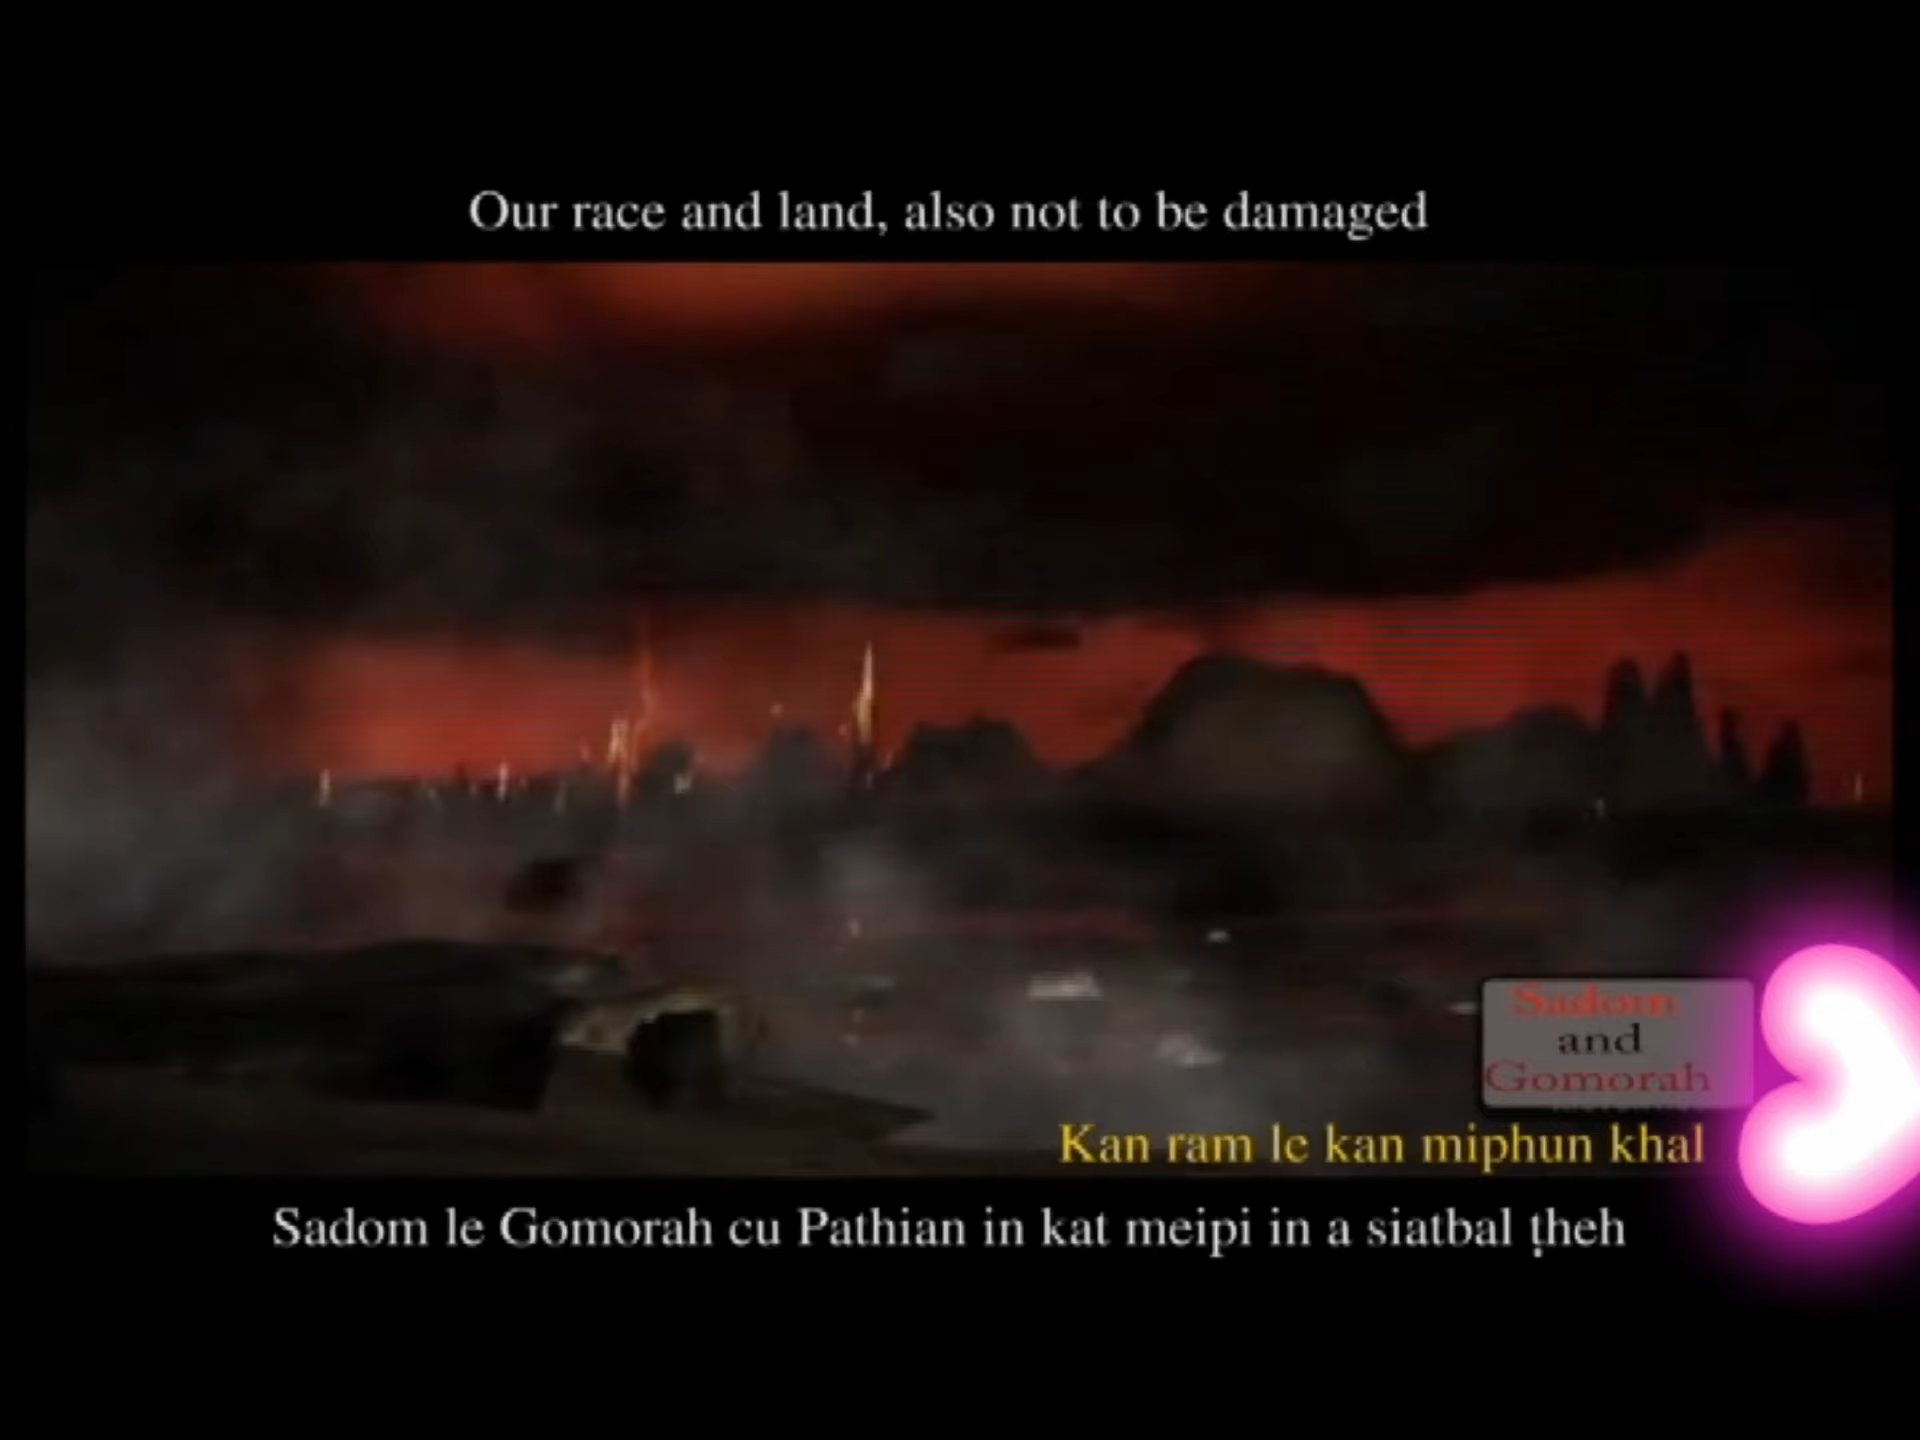 Our race and land, also not to be damaged
Sadom
and
Gomorah
Kan ram le kan miphun khal
Sadom le Gomorah cu Pathian in kat meipi in a siatbal ṭheh